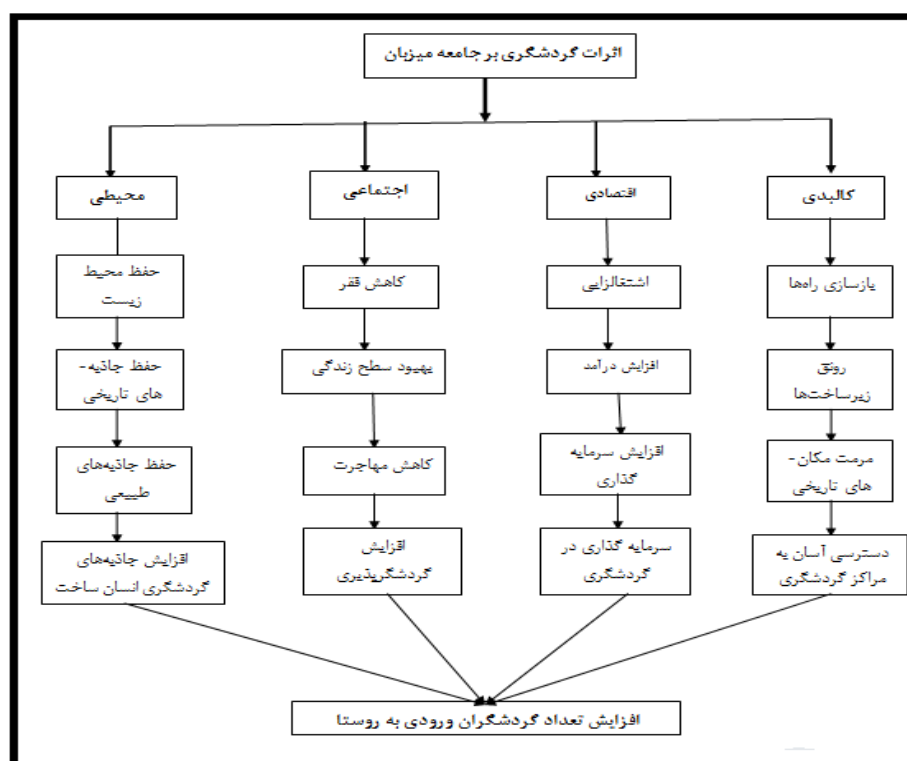 اثرات گردشگری بر جامعه میزبان
کالبدی
اقتصادی
اجتماعی
محیطی
بازسازی راه‌ها
اشتغالزایی
کاهش فقر
حفظ محیط
زیست
رونق
زیرساخت‌ها
افزایش درآمد
بهبود سطح زندگی
حفظ جاذبه-
های تاریخی
مرمت مکان-
های تاریخی
افزایش سرمایه
گذاری
کاهش مهاجرت
حفظ جاذبه‌های
طبیعی
دسترسی آسان به
مراکز گردشگری
سرمایه گذاری در
گردشگری
افزایش
گردشگرپذیری
افزایش جاذبه‌های
گردشگری انسان ساخت
افزایش تعداد گردشگران ورودی به روستا